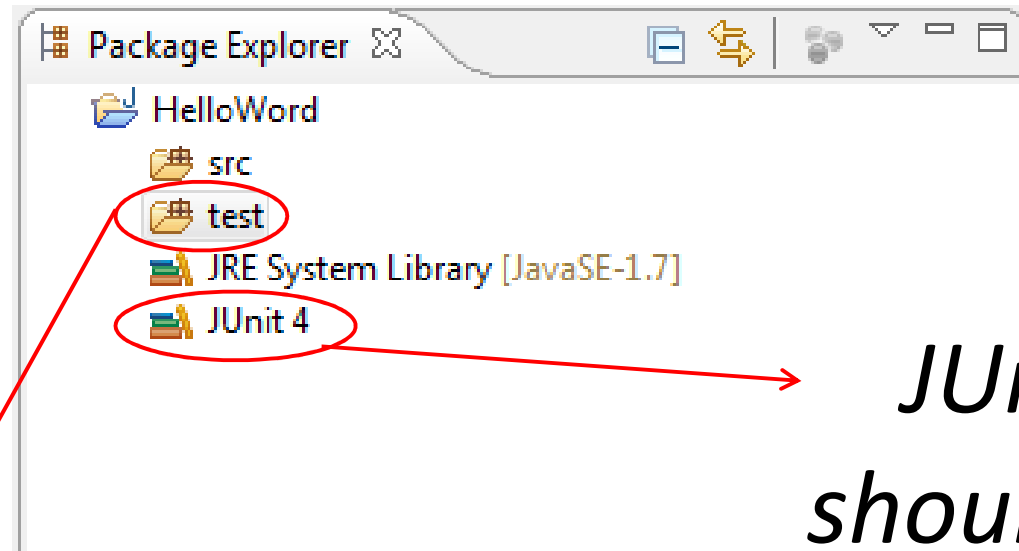 Package Explorer
HelloWord
src
test
JRE System Library [JavaSE-1.7]
JUnit 4